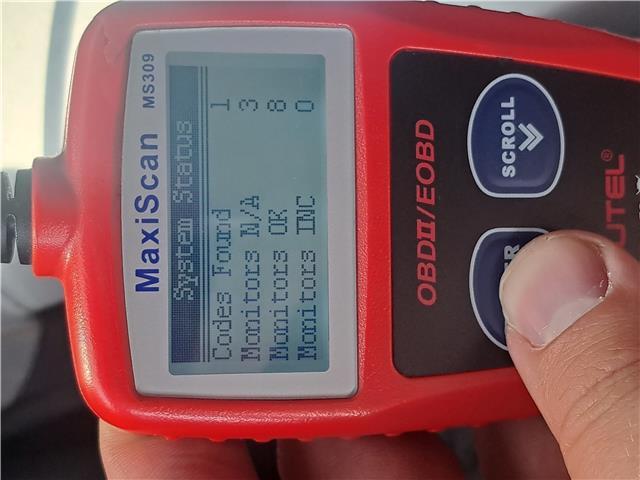 MaxiScan MS309
System Status
Codes Found 1
Monitors N/A 3
Monitors OK 8
Monitors INC 0
OBDII/EOBD
SCROLL